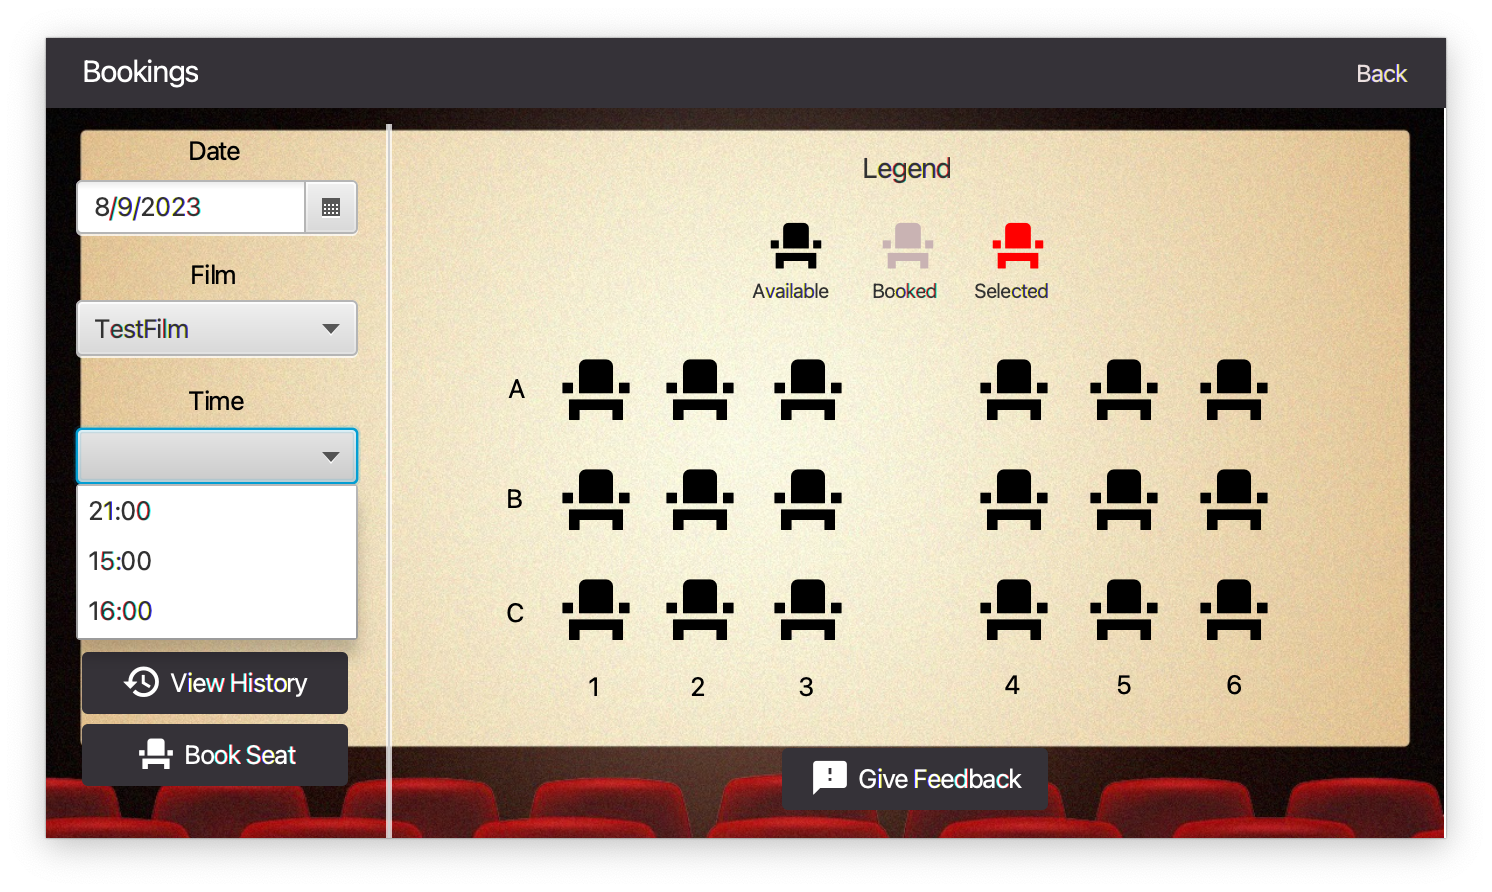 Bookings
Back
Date
8/9/2023
Film
TestFilm
Time
21:00
15:00
16:00
View History
Book Seat
Legend
Available Booked Selected
A
B
C
1 2 3 4 5 6
Give Feedback